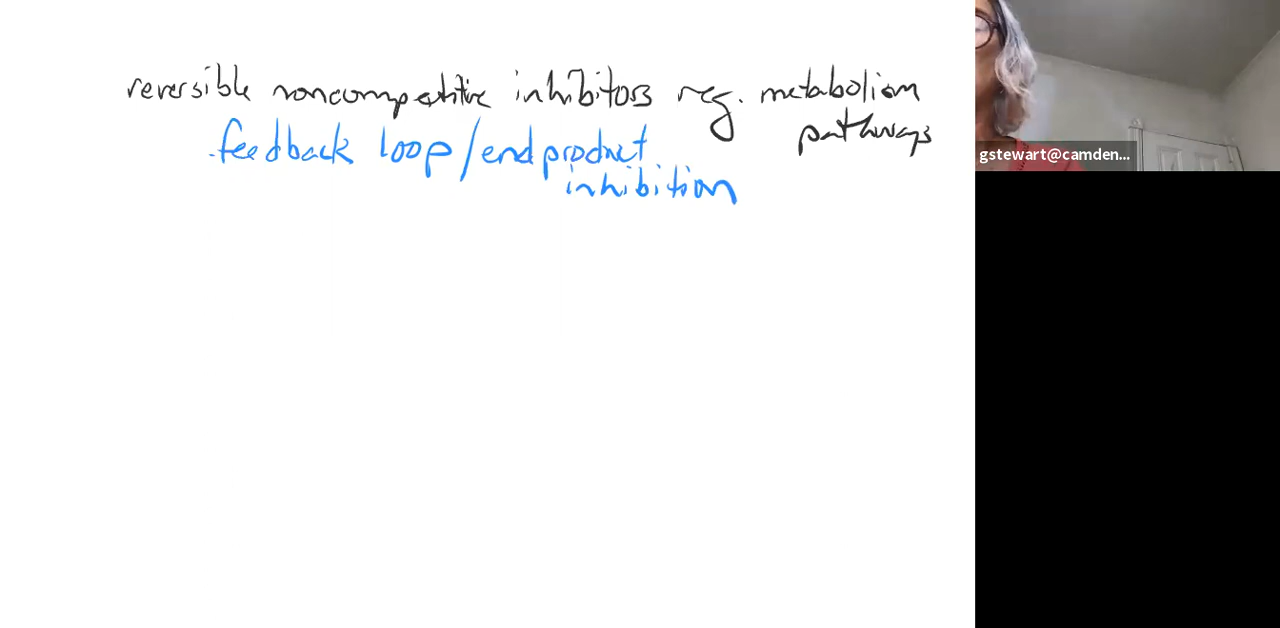 reversible noncompetitive inhibitors reg. metabolism
pathways
feedback loop/end product
inhibition
gstewart@camden...